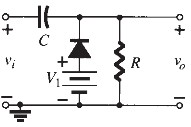 + C +
vi + V1 R vo
− − −